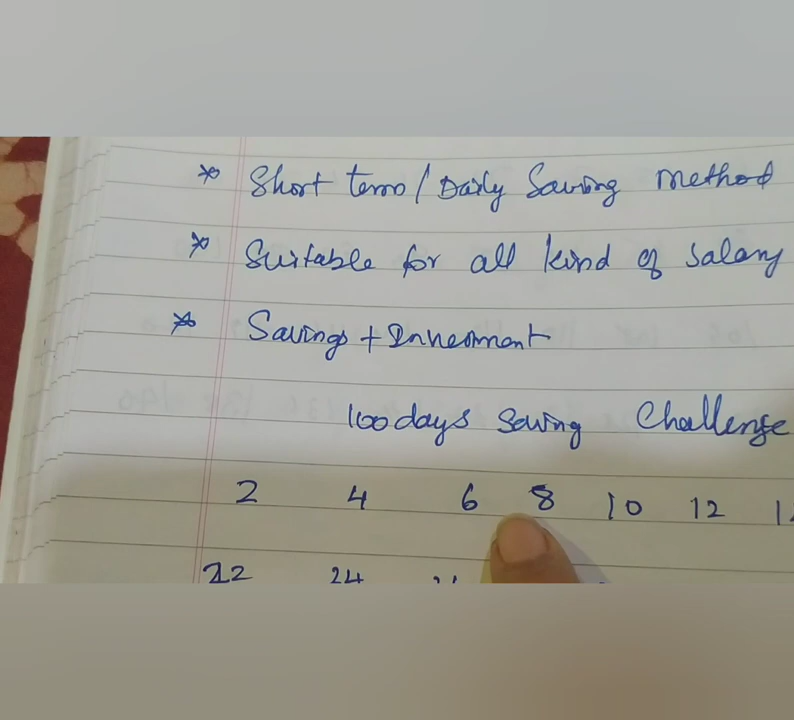 * Short term / Daily Saving method
* Suitable for all kind of salary
* Savings + Invesment
100 days Saving Challenge
2 4 6 8 10 12
22 24